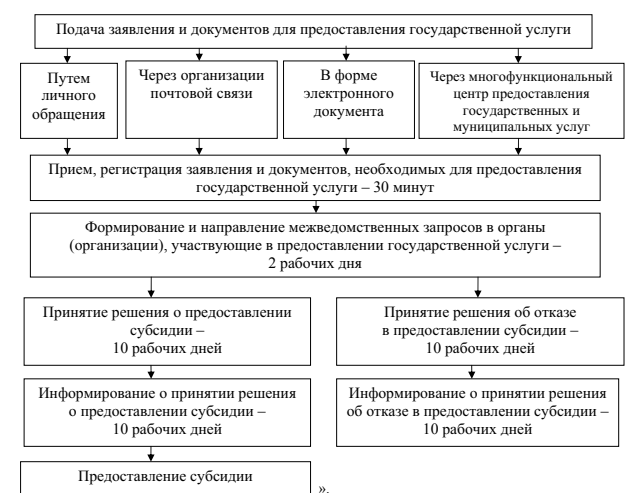 Подача заявления и документов для предоставления государственной услуги
Путем
личного
обращения
Через организации
почтовой связи
В форме
электронного
документа
Через многофункциональный
центр предоставления
государственных и
муниципальных услуг
Прием, регистрация заявления и документов, необходимых для предоставления
государственной услуги – 30 минут
Формирование и направление межведомственных запросов в органы
(организации), участвующие в предоставлении государственной услуги –
2 рабочих дня
Принятие решения о предоставлении
субсидии –
10 рабочих дней
Принятие решения об отказе
в предоставлении субсидии –
10 рабочих дней
Информирование о принятии решения
о предоставлении субсидии –
10 рабочих дней
Информирование о принятии решения
об отказе в предоставлении субсидии –
10 рабочих дней
Предоставление субсидии
».